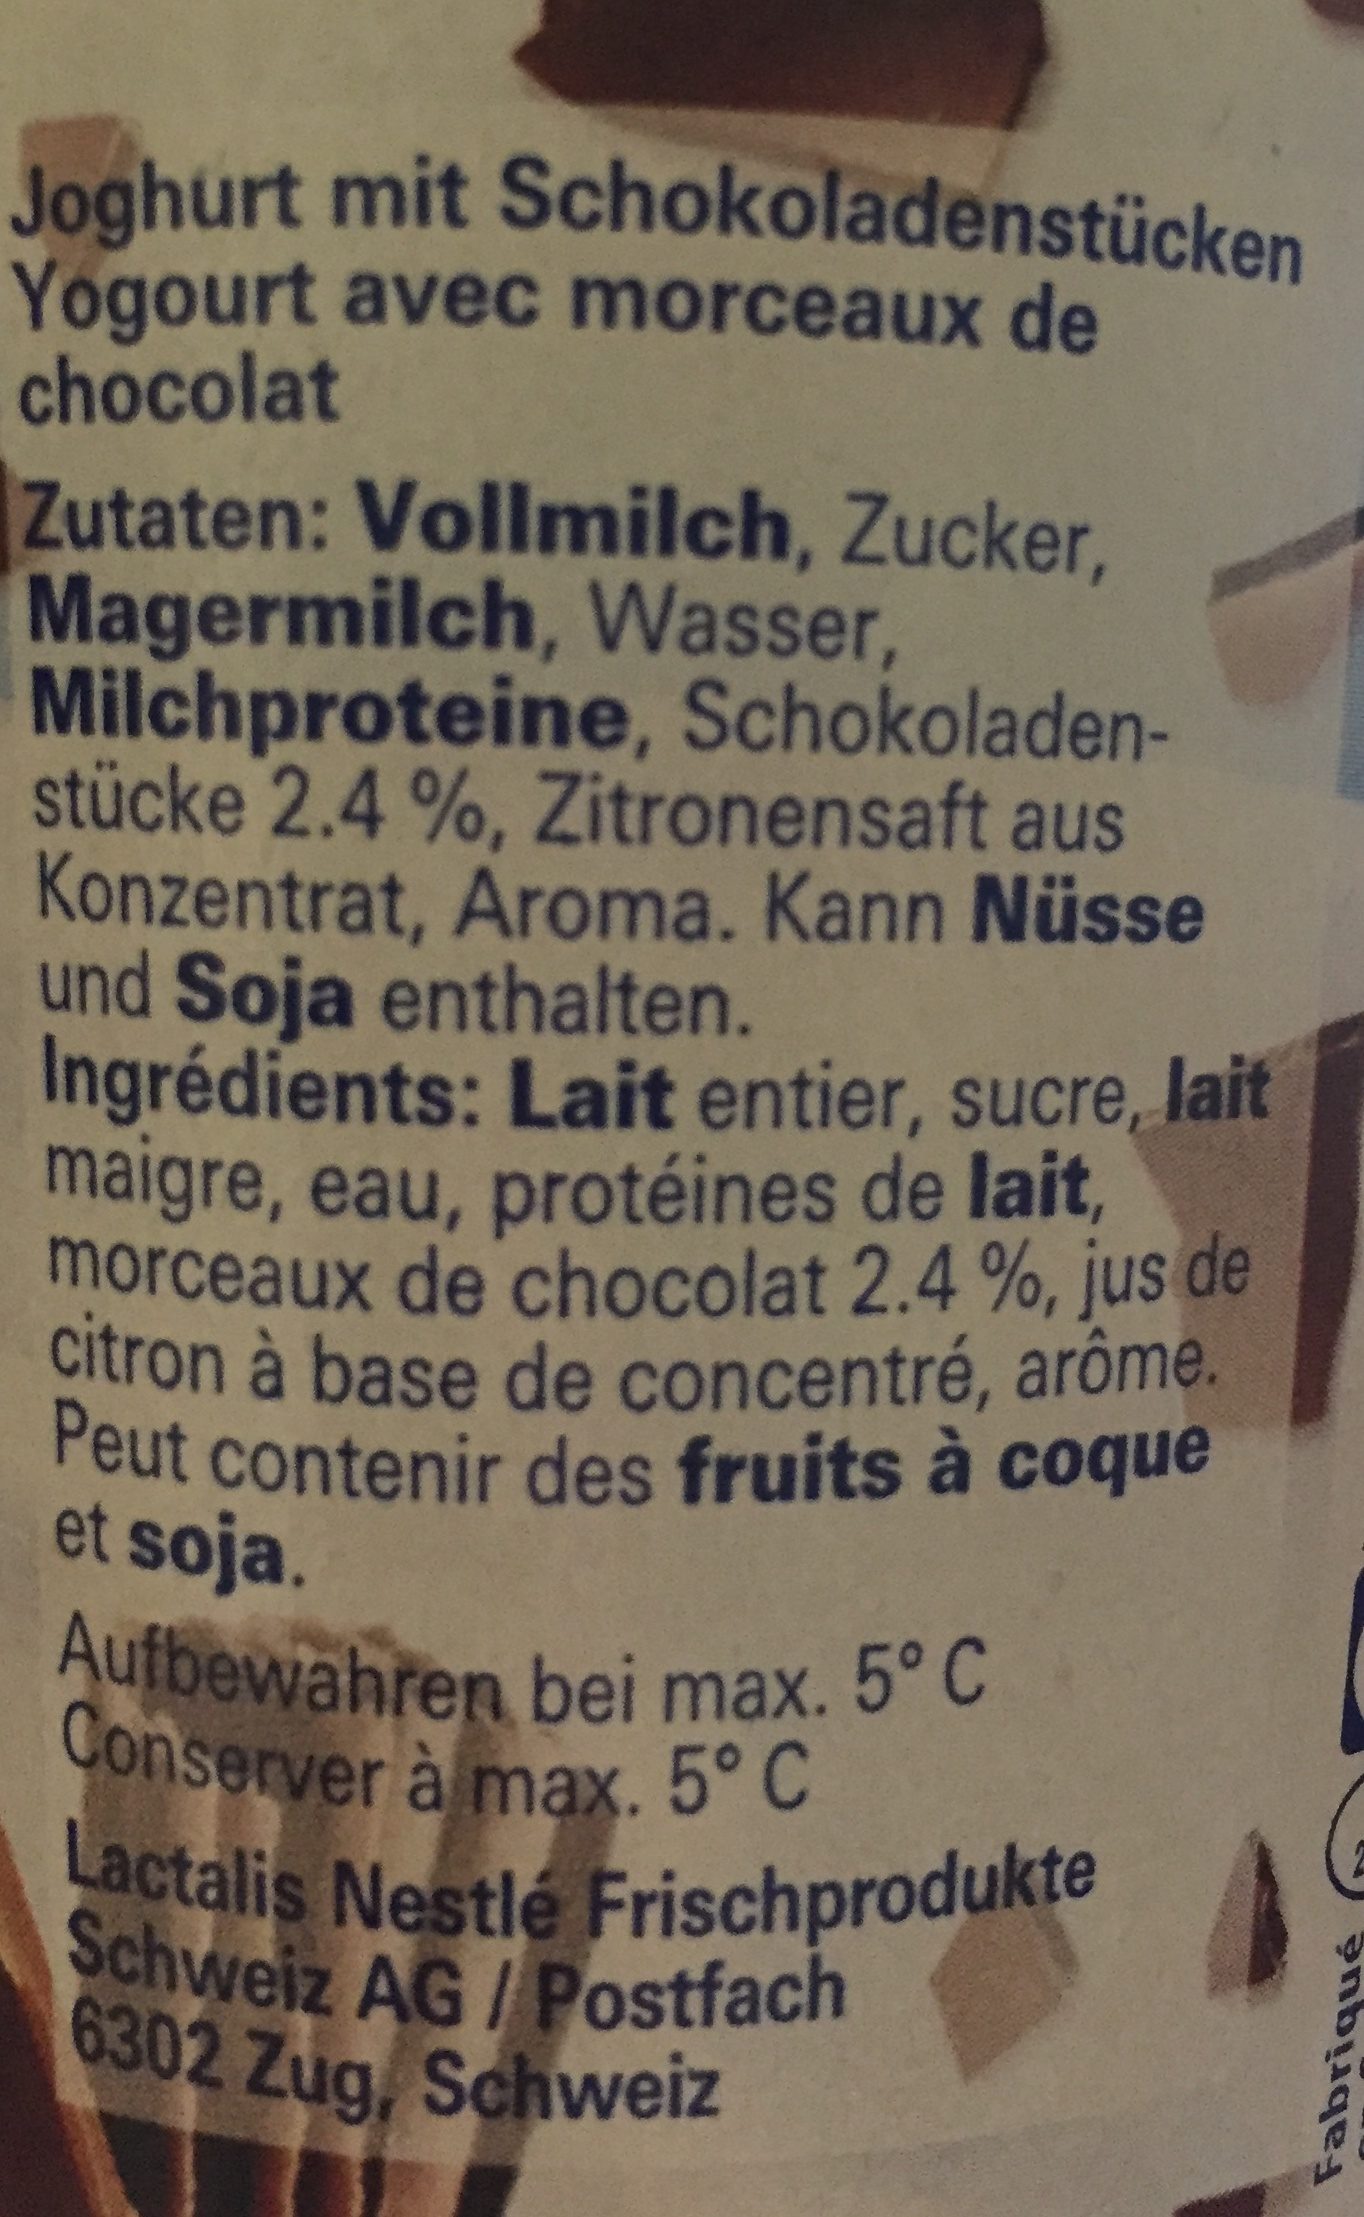 Joghurt mit Schokoladenstücken
Yogourt avec morceaux de
chocolat
Zutaten: Vollmilch, Zucker,
Magermilch, Wasser,
Milchproteine, Schokoladen-
stücke 2.4 %, Zitronensaft aus
Konzentrat, Aroma. Kann Nüsse
und Soja enthalten.
Ingrédients: Lait entier, sucre, lait
maigre, eau, protéines de lait,
morceaux de chocolat 2.4 %, jus de
citron à base de concentré, arôme.
Peut contenir des fruits à coque
et soja.
Aufbewahren bei max. 5° C
Conserver à max. 5° C
Lactalis Nestlé Frischprodukte
Schweiz AG / Postfach
6302 Zug, Schweiz
Fabriqué